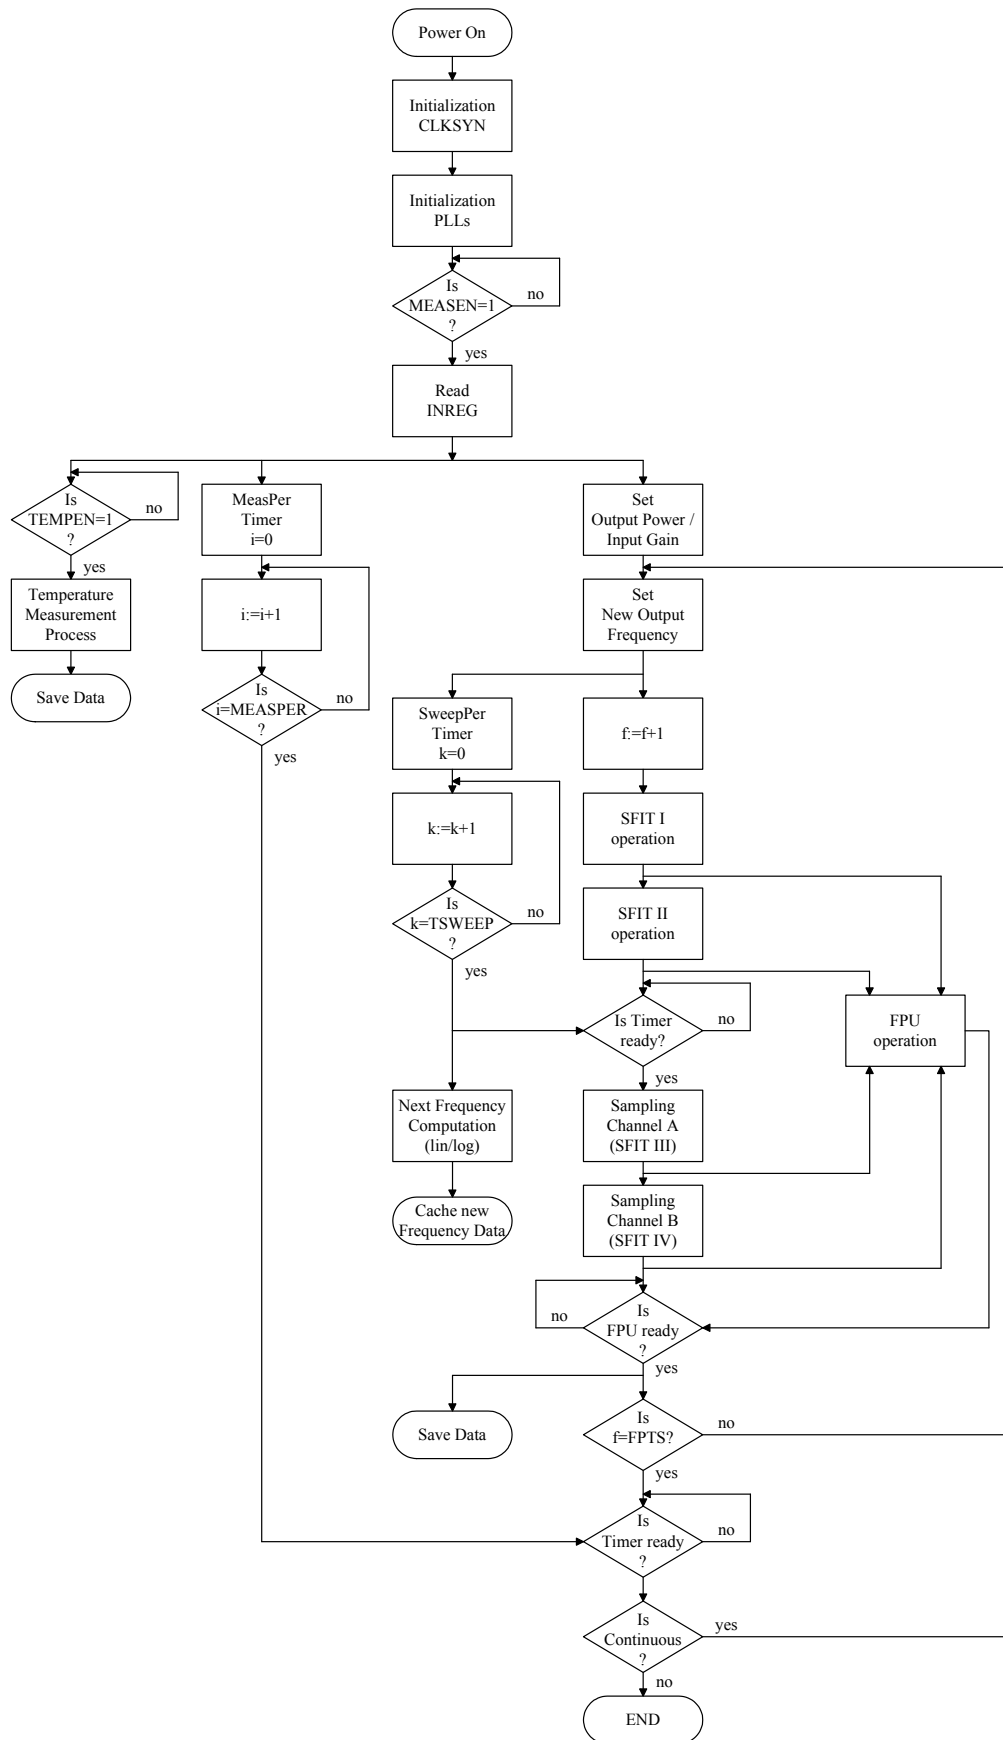 Power On
Initialization
CLKSYN
Initialization
PLLs
Is
MEASEN=1
?
no
yes
Read
INREG
Is
TEMPEN=1
?
no
yes
Temperature
Measurement
Process
Save Data
MeasPer
Timer
i=0
i:=i+1
Is
i=MEASPER
?
no
yes
Set
Output Power /
Input Gain
Set
New Output
Frequency
SweepPer
Timer
k=0
k:=k+1
Is
k=TSWEEP
?
no
yes
Next Frequency
Computation
(lin/log)
Cache new
Frequency Data
f:=f+1
SFIT I
operation
SFIT II
operation
Is Timer
ready?
no
yes
FPU
operation
Sampling
Channel A
(SFIT III)
Sampling
Channel B
(SFIT IV)
Is
FPU ready
?
no
yes
Save Data
Is
f=FPTS?
no
yes
Is
Timer ready
?
no
Is
Continuous
?
yes
no
END